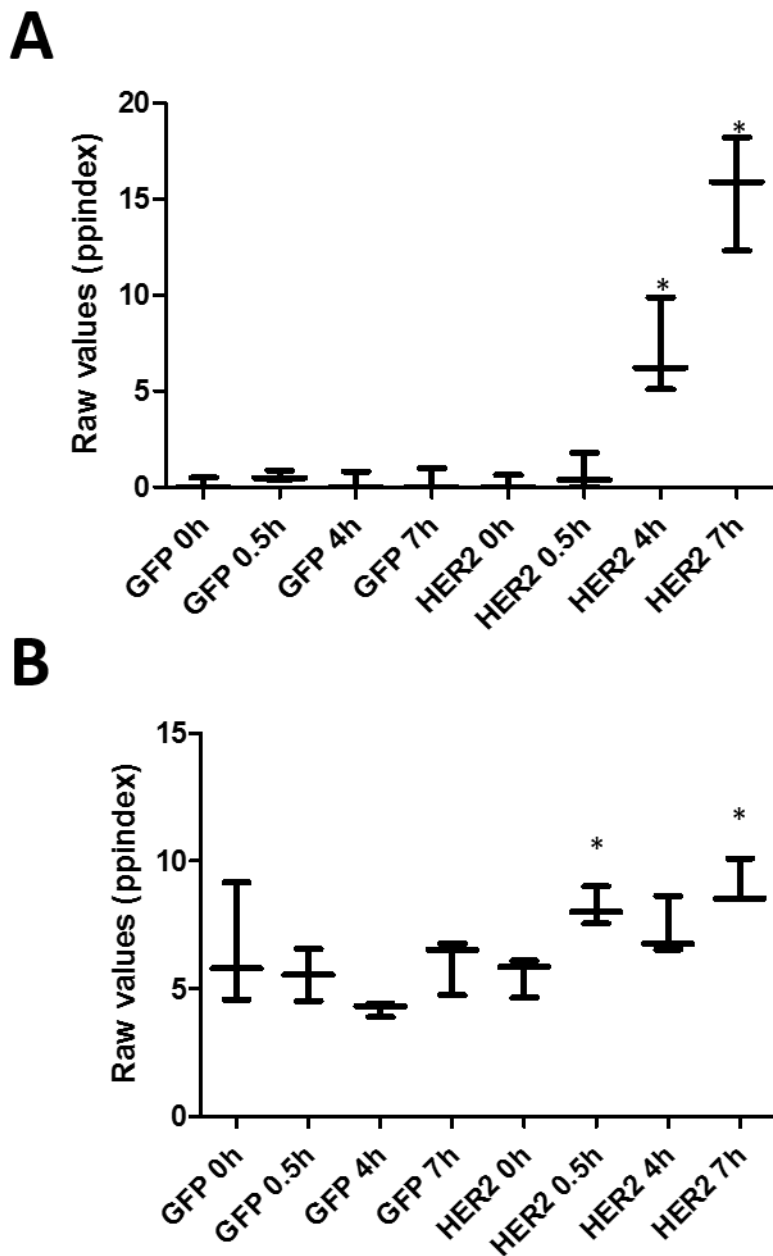 A
Raw values (ppindex)
20
15
10
5
0
*
*
GFP 0h
GFP 0.5h
GFP 4h
GFP 7h
HER2 0h
HER2 0.5h
HER2 4h
HER2 7h
B
Raw values (ppindex)
15
10
5
0
*
*
GFP 0h
GFP 0.5h
GFP 4h
GFP 7h
HER2 0h
HER2 0.5h
HER2 4h
HER2 7h